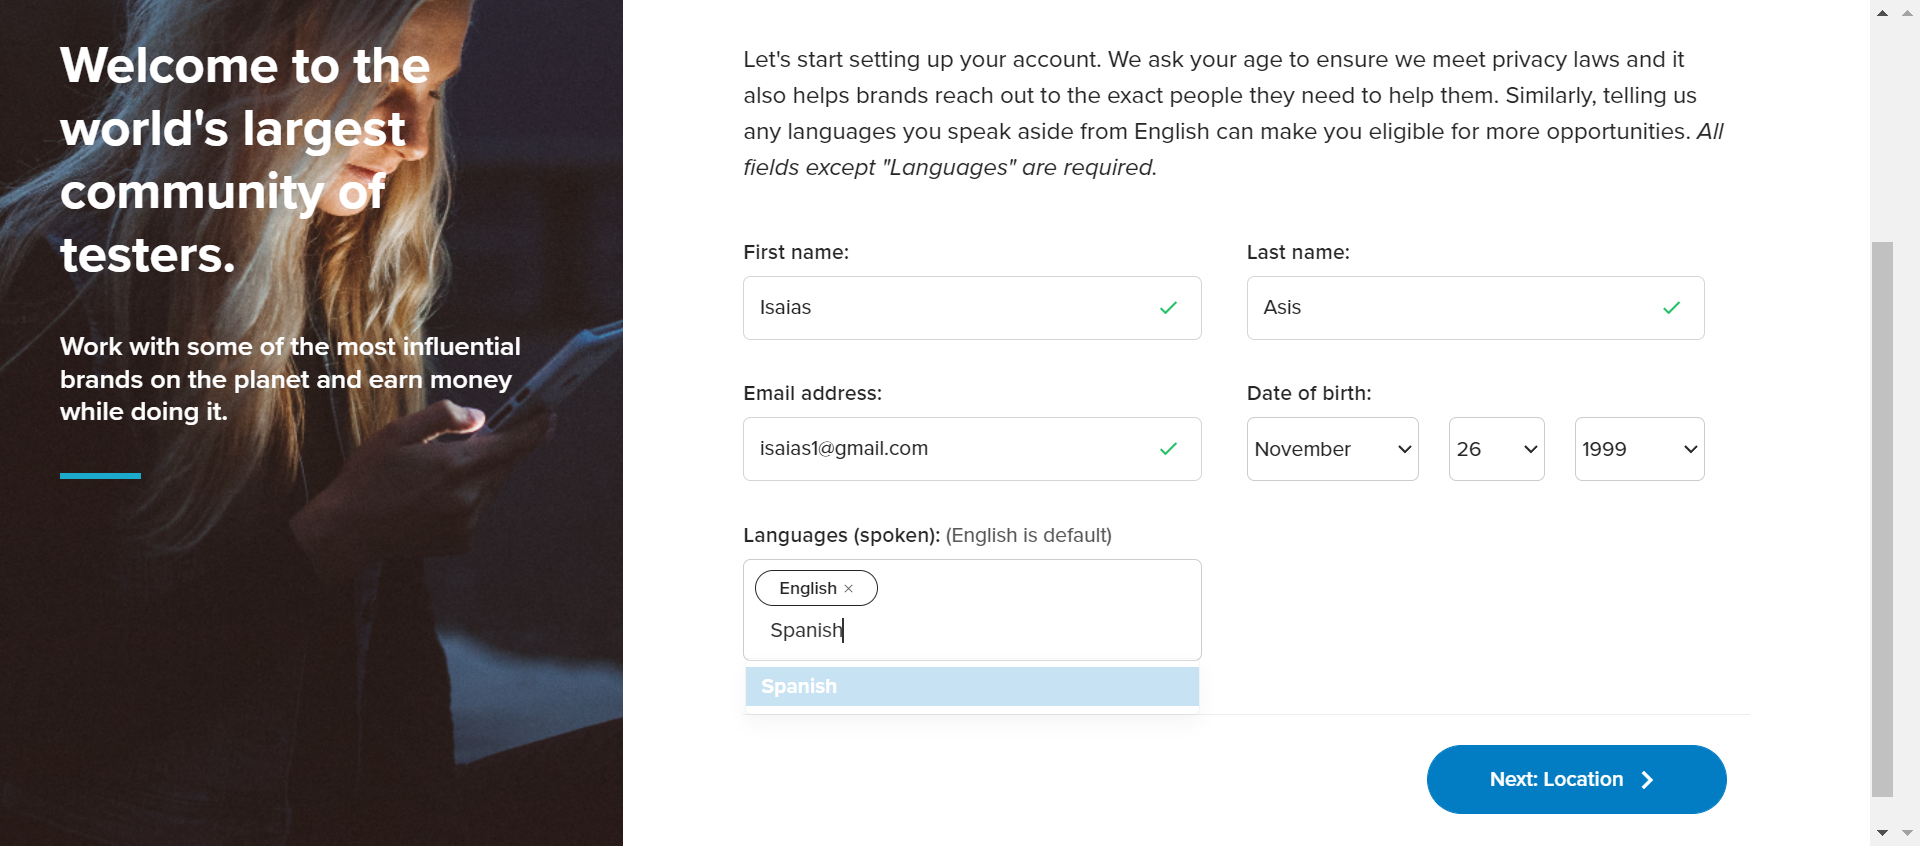 Welcome to the
world's largest
community of
testers.
Work with some of the most influential
brands on the planet and earn money
while doing it.
Let's start setting up your account. We ask your age to ensure we meet privacy laws and it
also helps brands reach out to the exact people they need to help them. Similarly, telling us
any languages you speak aside from English can make you eligible for more opportunities. All
fields except "Languages" are required.
First name:
Last name:
Isaias
Asis
Email address:
Date of birth:
isaias1@gmail.com
November
26
1999
Languages (spoken): (English is default)
English ×
Spanish
Spanish
Next: Location